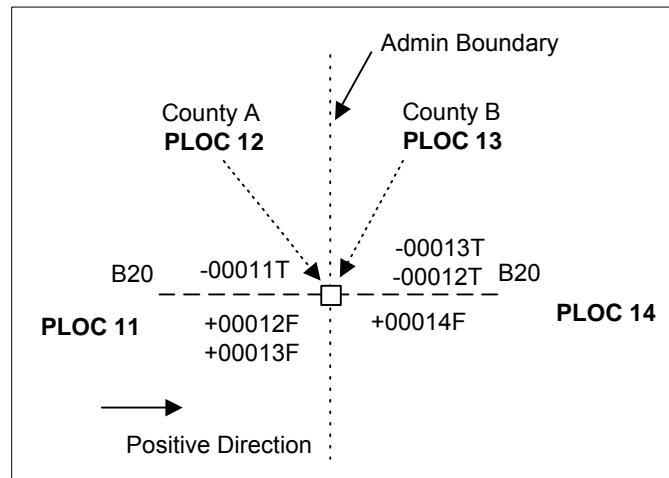 Admin Boundary
County A
PLOC 12
County B
PLOC 13
B20
-00011T
-00013T
-00012T
B20
PLOC 11
+00012F
+00013F
+00014F
PLOC 14
Positive Direction